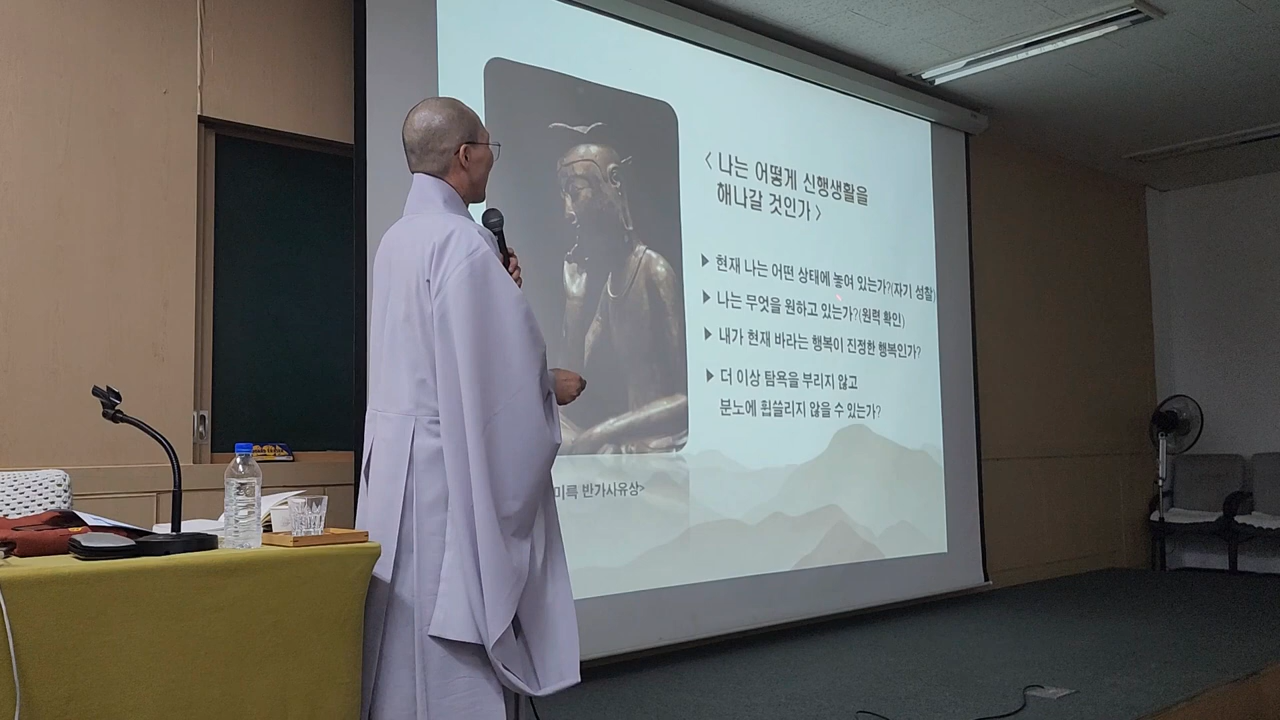 < 나는 어떻게 신행생활을
해나갈 것인가 >
▶ 현재 나는 어떤 상태에 놓여 있는가?(자기 성찰)
▶ 나는 무엇을 원하고 있는가?(원력 확인)
▶ 내가 현재 바라는 행복이 진정한 행복인가?
▶ 더 이상 탐욕을 부리지 않고
분노에 휩쓸리지 않을 수 있는가?
미륵 반가사유상>